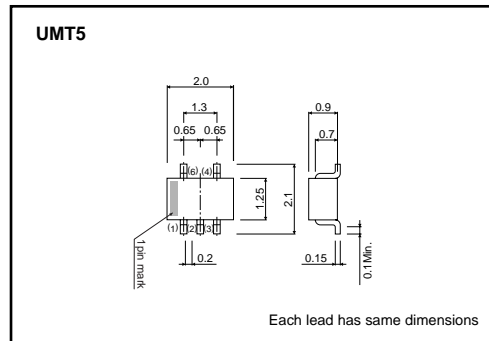 UMT5
2.0
1.3
0.65 0.65
0.9
0.7
(6) (4)
1.25
2.1
(1) (2) (3)
1pin mark
0.2
0.15
0.1Min.
Each lead has same dimensions